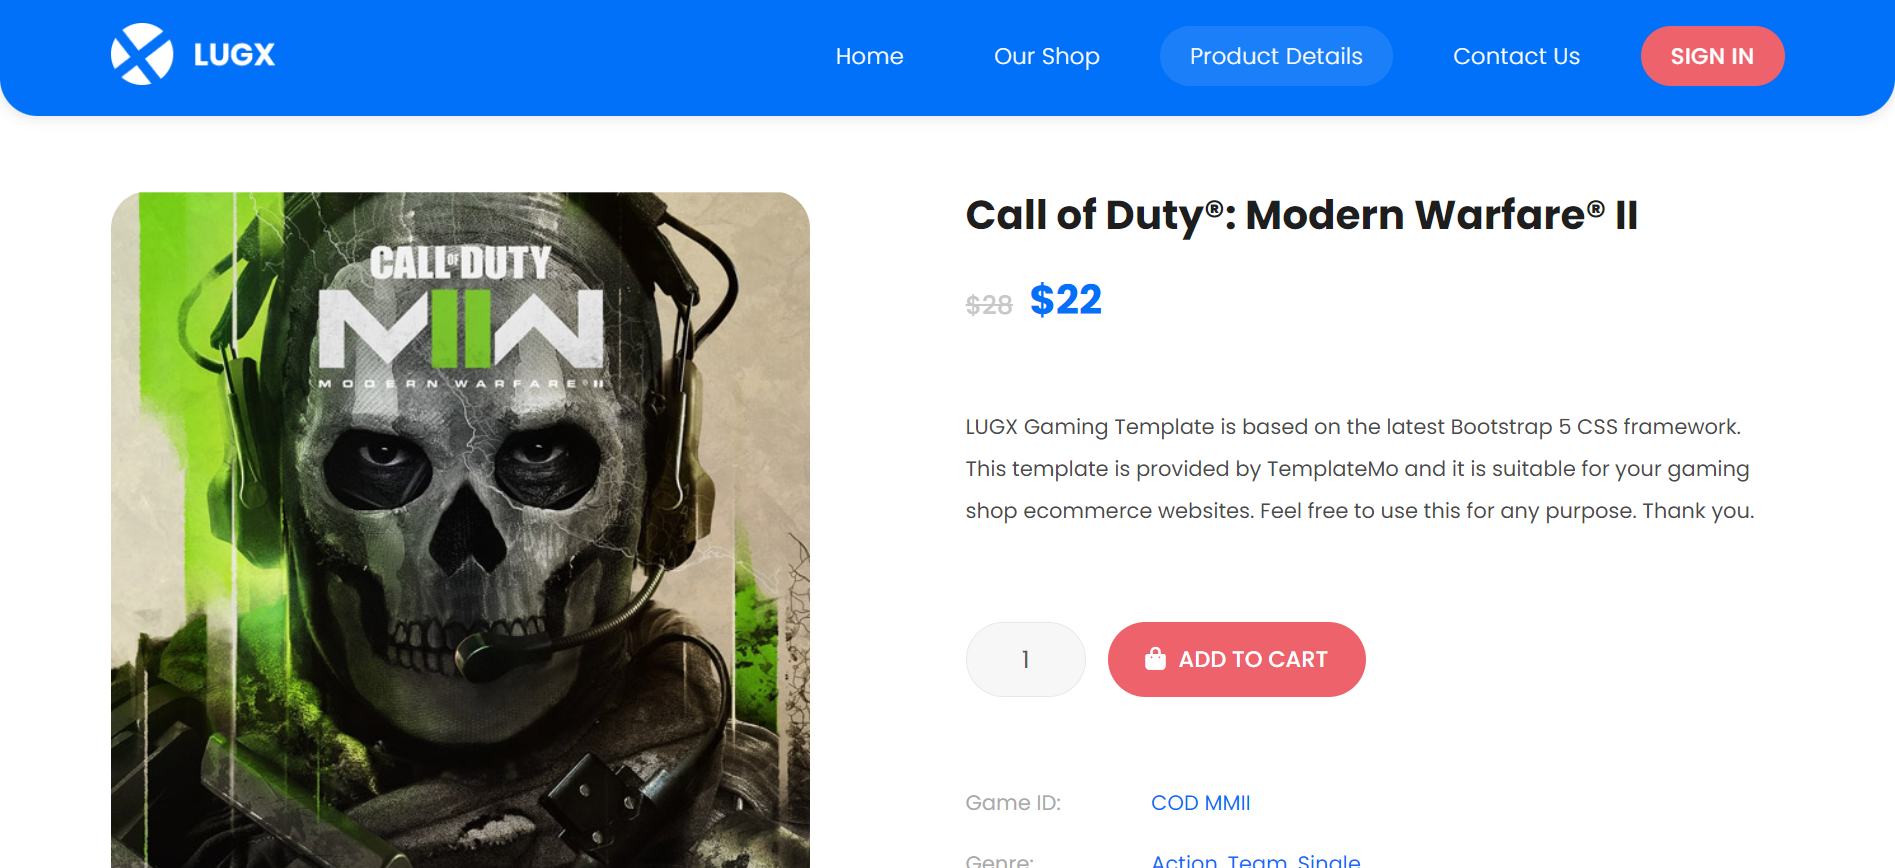 LUGX
Home
Our Shop
Product Details
Contact Us
SIGN IN
CALL OF DUTY
MIIW
MODERN WARFARE® II
Call of Duty®: Modern Warfare® II
$28 $22
LUGX Gaming Template is based on the latest Bootstrap 5 CSS framework.
This template is provided by TemplateMo and it is suitable for your gaming
shop ecommerce websites. Feel free to use this for any purpose. Thank you.
1
ADD TO CART
Game ID: COD MMII
Genre: Action, Team, Single